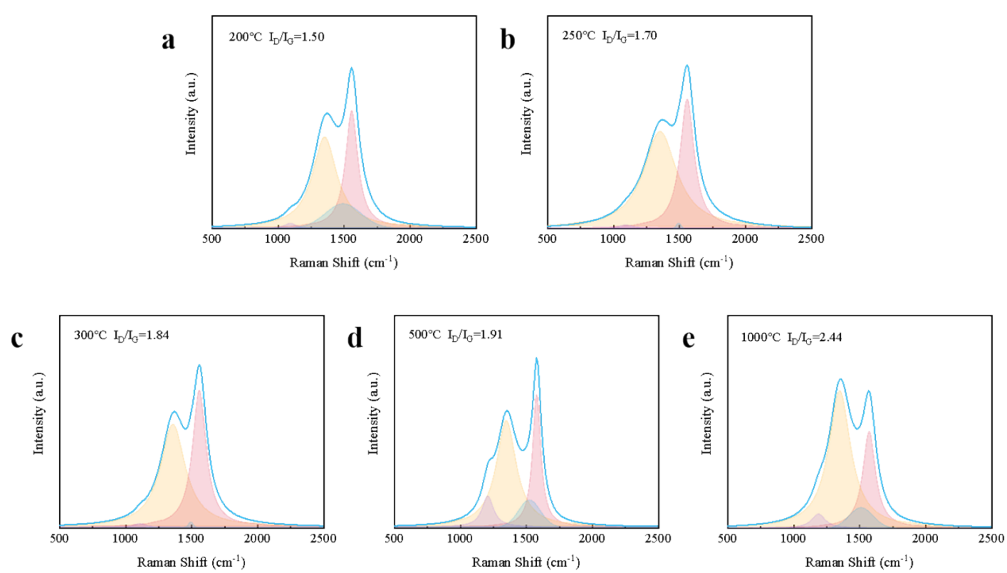 a
200°C I_D/I_G=1.50
Intensity (a.u.)
500 1000 1500 2000 2500
Raman Shift (cm⁻¹)
b
250°C I_D/I_G=1.70
Intensity (a.u.)
500 1000 1500 2000 2500
Raman Shift (cm⁻¹)
c
300°C I_D/I_G=1.84
Intensity (a.u.)
500 1000 1500 2000 2500
Raman Shift (cm⁻¹)
d
500°C I_D/I_G=1.91
Intensity (a.u.)
500 1000 1500 2000 2500
Raman Shift (cm⁻¹)
e
1000°C I_D/I_G=2.44
Intensity (a.u.)
500 1000 1500 2000 2500
Raman Shift (cm⁻¹)